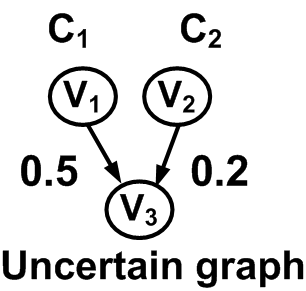 C₁ C₂
V₁ V₂
0.5 0.2
V₃
Uncertain graph